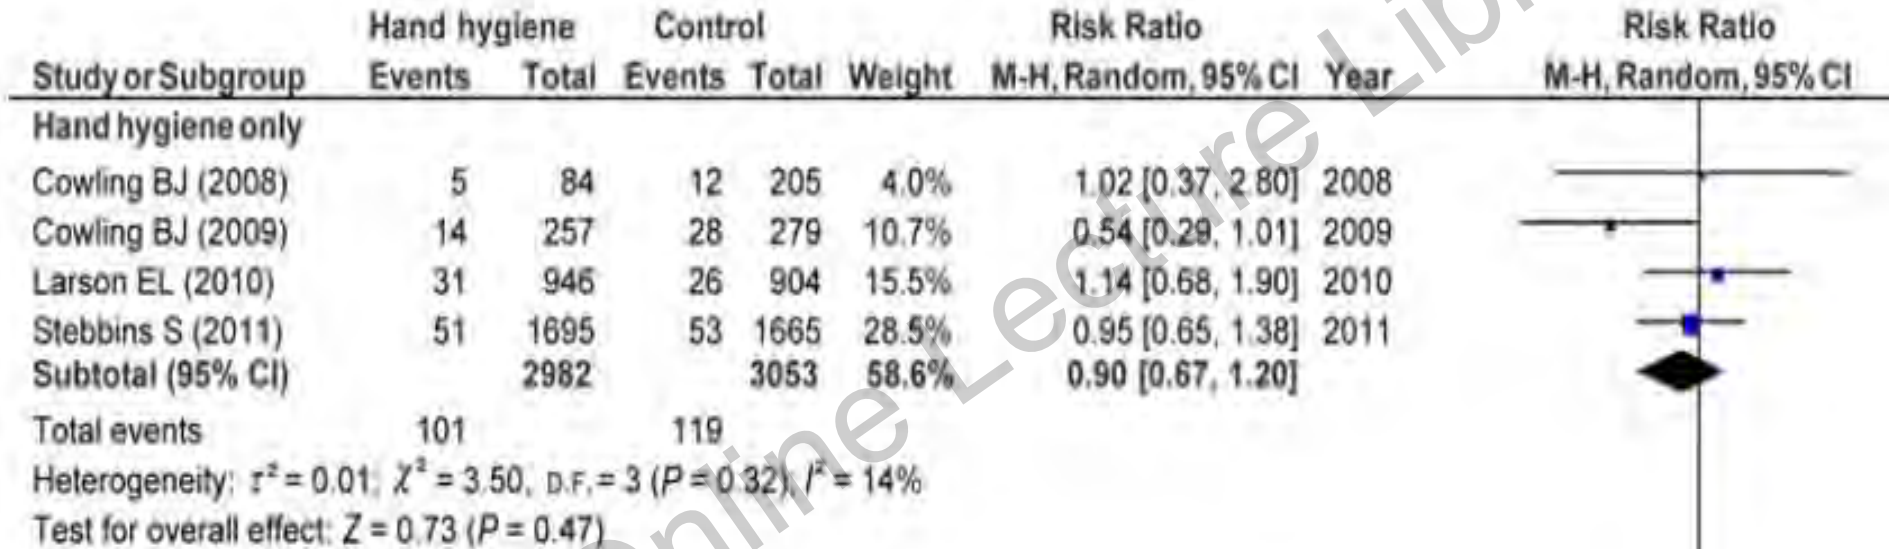 Hand hygiene Control Risk Ratio Risk Ratio
Study or Subgroup Events Total Events Total Weight M-H, Random, 95% CI Year M-H, Random, 95% CI
Hand hygiene only
Cowling BJ (2008) 5 84 12 205 4.0% 1.02 [0.37, 2.80] 2008
Cowling BJ (2009) 14 257 28 279 10.7% 0.54 [0.29, 1.01] 2009
Larson EL (2010) 31 946 26 904 15.5% 1.14 [0.68, 1.90] 2010
Stebbins S (2011) 51 1695 53 1665 28.5% 0.95 [0.65, 1.38] 2011
Subtotal (95% CI) 2982 3053 58.6% 0.90 [0.67, 1.20]
Total events 101 119
Heterogeneity: τ² = 0.01; χ² = 3.50, D.F. = 3 (P = 0.32), I² = 14%
Test for overall effect: Z = 0.73 (P = 0.47)
Online Lecture